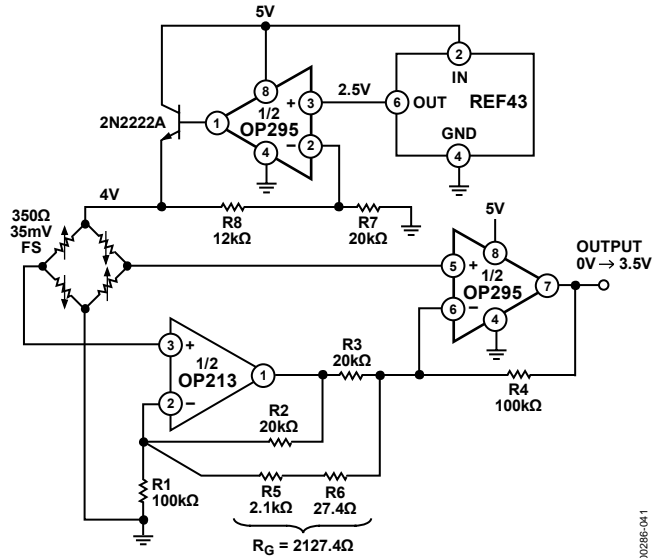 5V
2
IN
8
1/2
OP295
+
3
2.5V
6
OUT
REF43
2N2222A
1
−
2
4
GND
4
4V
R8
12kΩ
R7
20kΩ
350Ω
35mV
FS
5V
8
OUTPUT
0V → 3.5V
5
+
1/2
OP295
7
6
−
4
3
+
1/2
OP213
1
2
−
R3
20kΩ
R4
100kΩ
R2
20kΩ
R1
100kΩ
R5
2.1kΩ
R6
27.4Ω
RG = 2127.4Ω
00286-041